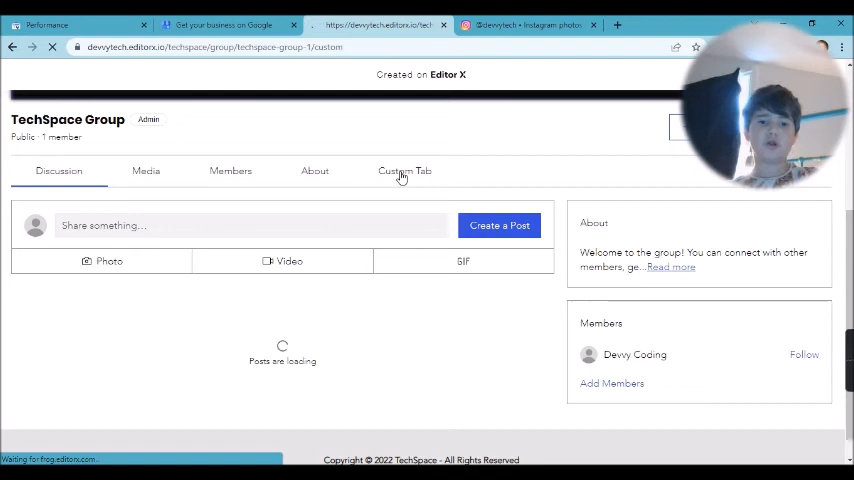 Performance
Get your business on Google
https://devvytech.editorx.io/tech
@devvytech • Instagram photos
devvytech.editorx.io/techspace/group/techspace-group-1/custom
Created on Editor X
TechSpace Group Admin
Public · 1 member
Discussion Media Members About Custom Tab
Share something... Create a Post
Photo Video GIF
Posts are loading
About
Welcome to the group! You can connect with other
members, ge...Read more
Members
Devvy Coding Follow
Add Members
Waiting for frog.editorx.com...
Copyright © 2022 TechSpace - All Rights Reserved